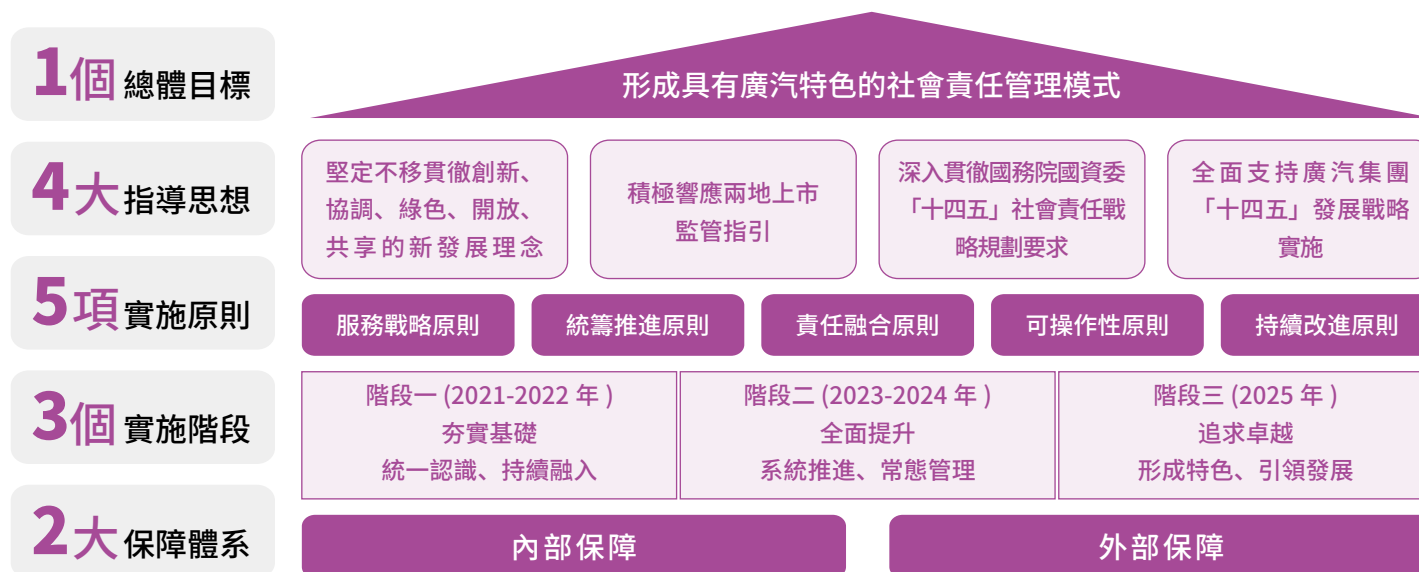 1個 總體目標
形成具有廣汽特色的社會責任管理模式
4大 指導思想
堅定不移貫徹創新、
協調、綠色、開放、
共享的新發展理念
積極響應兩地上市
監管指引
深入貫徹國務院國資委
「十四五」社會責任戰
略規劃要求
全面支持廣汽集團
「十四五」發展戰略
實施
5項 實施原則
服務戰略原則
統籌推進原則
責任融合原則
可操作性原則
持續改進原則
3個 實施階段
階段一 (2021-2022 年 )
夯實基礎
統一認識、持續融入
階段二 (2023-2024 年 )
全面提升
系統推進、常態管理
階段三 (2025 年 )
追求卓越
形成特色、引領發展
2大 保障體系
內部保障
外部保障